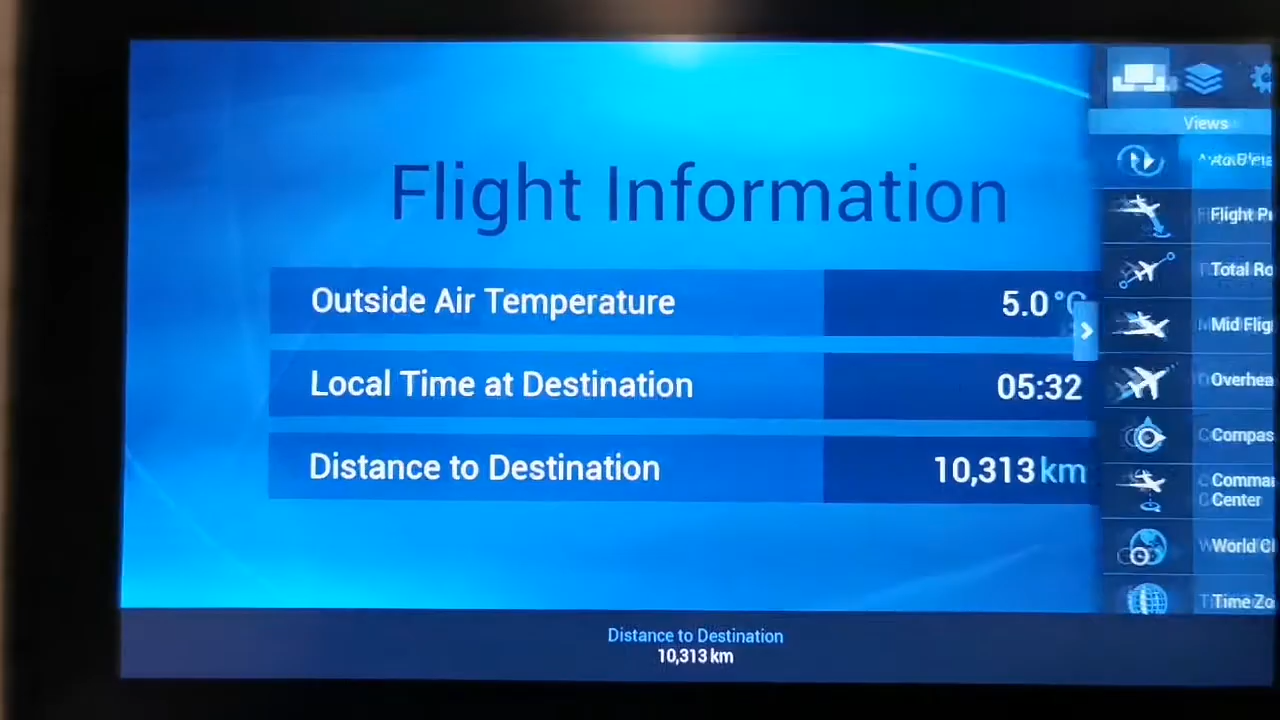 Views
Flight Information
Outside Air Temperature 5.0 °C
Local Time at Destination 05:32
Distance to Destination 10,313 km
Flight
Total Ro
Mid Flig
Overhea
Compas
Comma
Center
World Cl
Time Zo
Distance to Destination
10,313 km